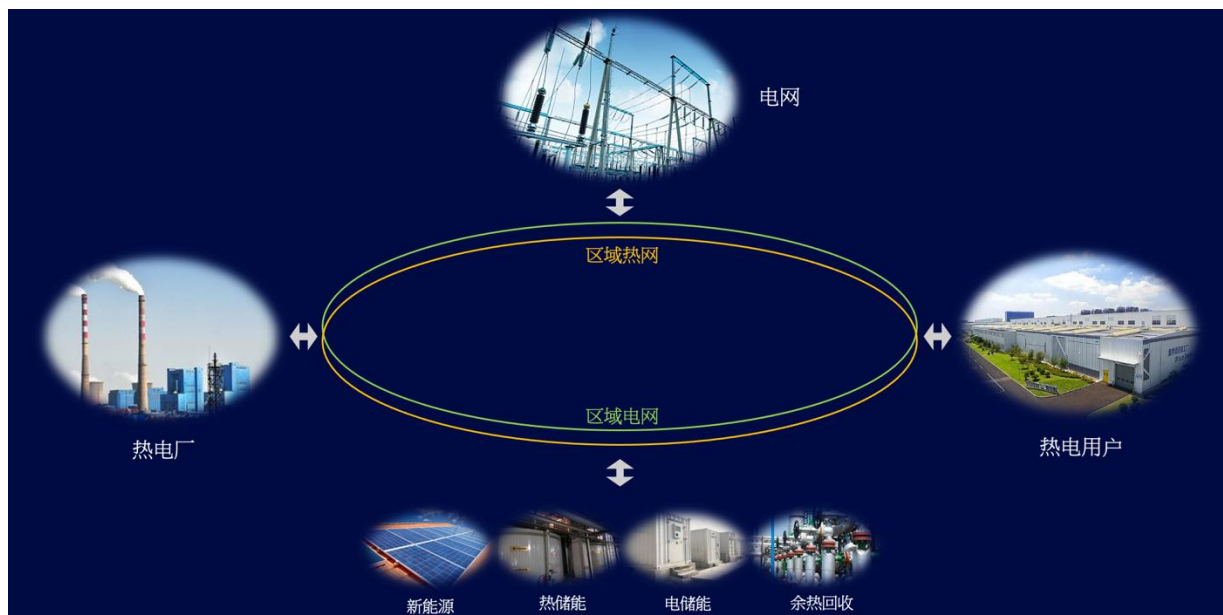 电网
区域热网
区域电网
热电厂
热电用户
新能源
热储能
电储能
余热回收